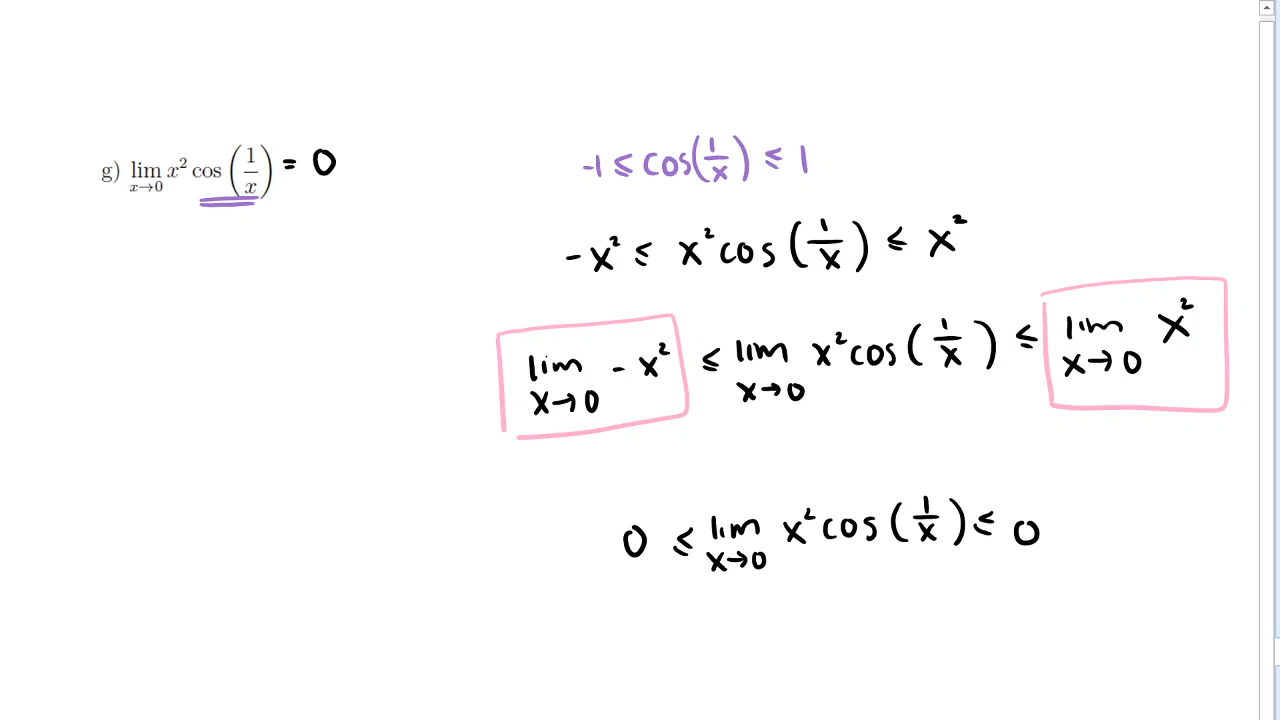 g) lim x→0 x² cos (1/x) = 0
-1 ≤ cos(1/x) ≤ 1
-x² ≤ x² cos (1/x) ≤ x²
lim x→0 - x² ≤ lim x→0 x² cos (1/x) ≤ lim x→0 x²
0 ≤ lim x→0 x² cos (1/x) ≤ 0